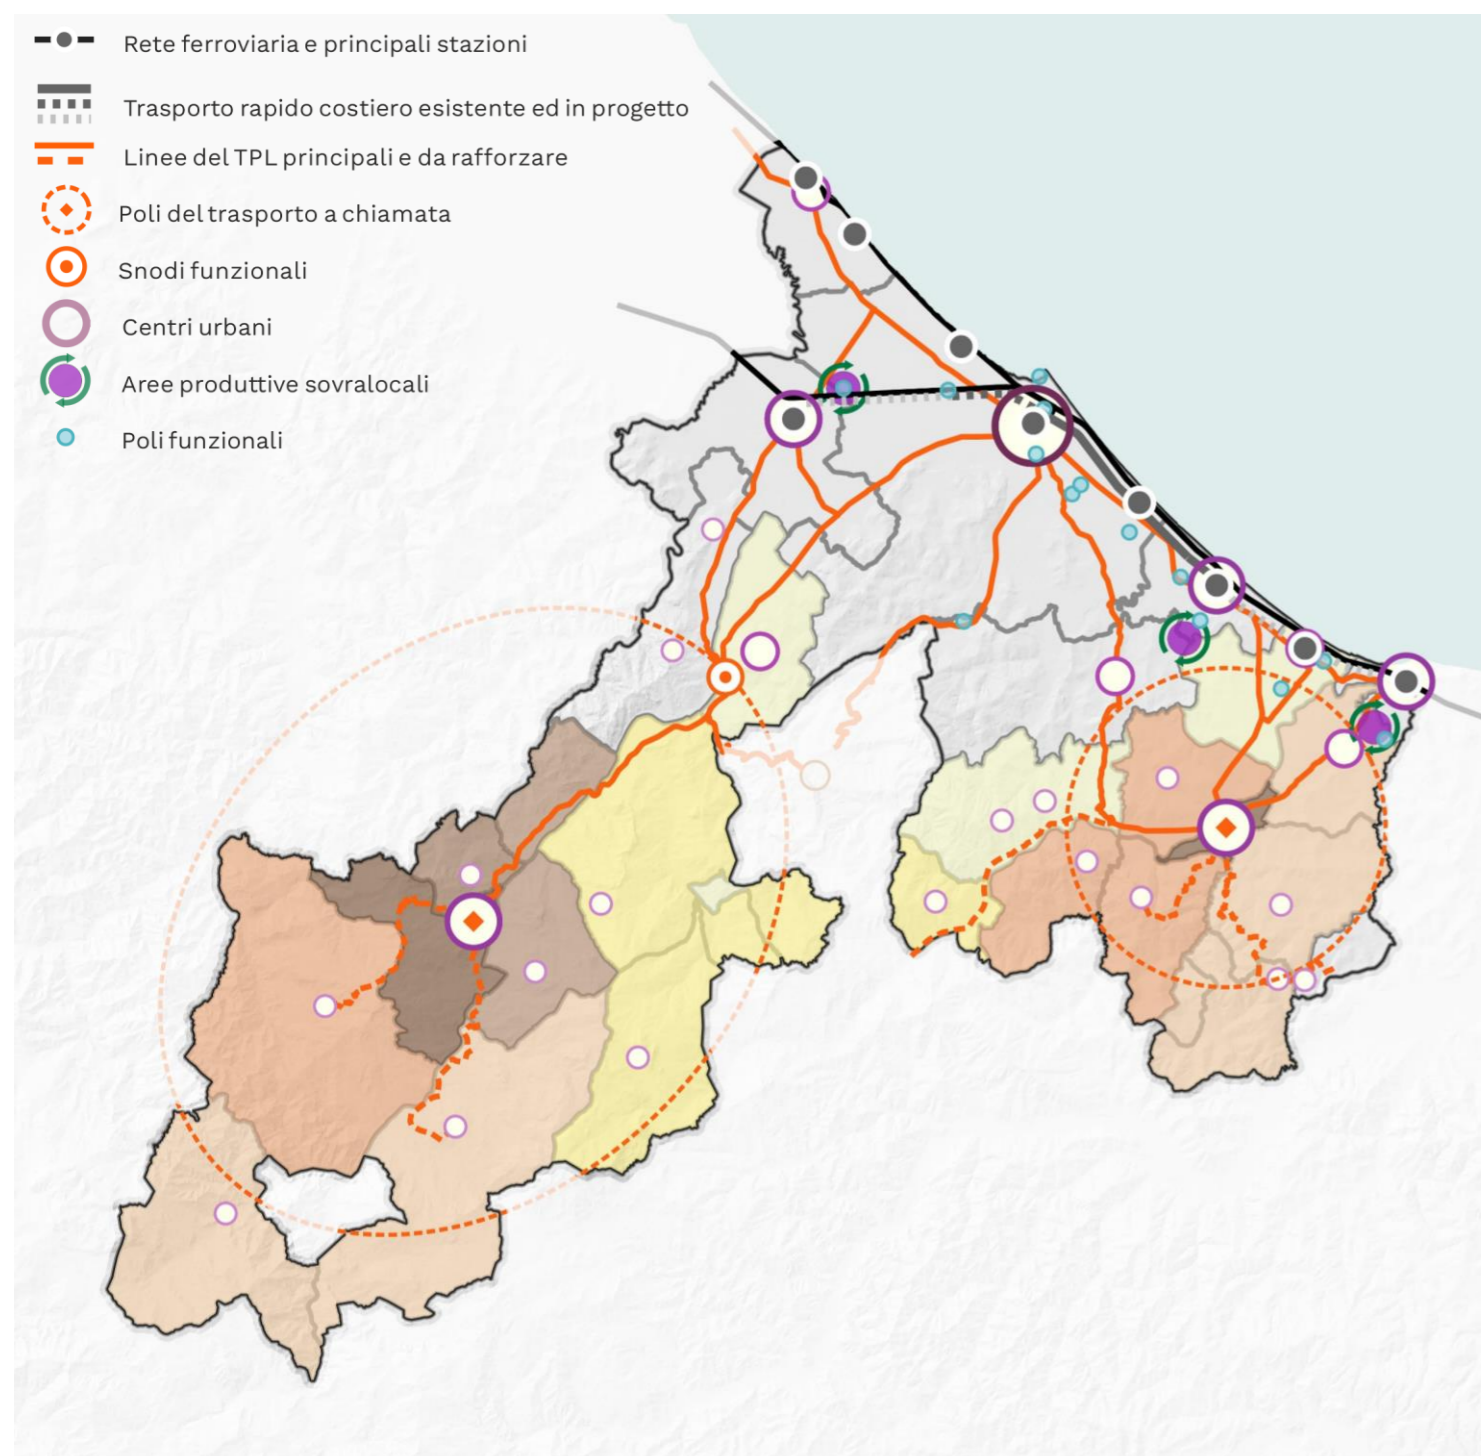 Rete ferroviaria e principali stazioni
Trasporto rapido costiero esistente ed in progetto
Linee del TPL principali e da rafforzare
Poli del trasporto a chiamata
Snodi funzionali
Centri urbani
Aree produttive sovralocali
Poli funzionali